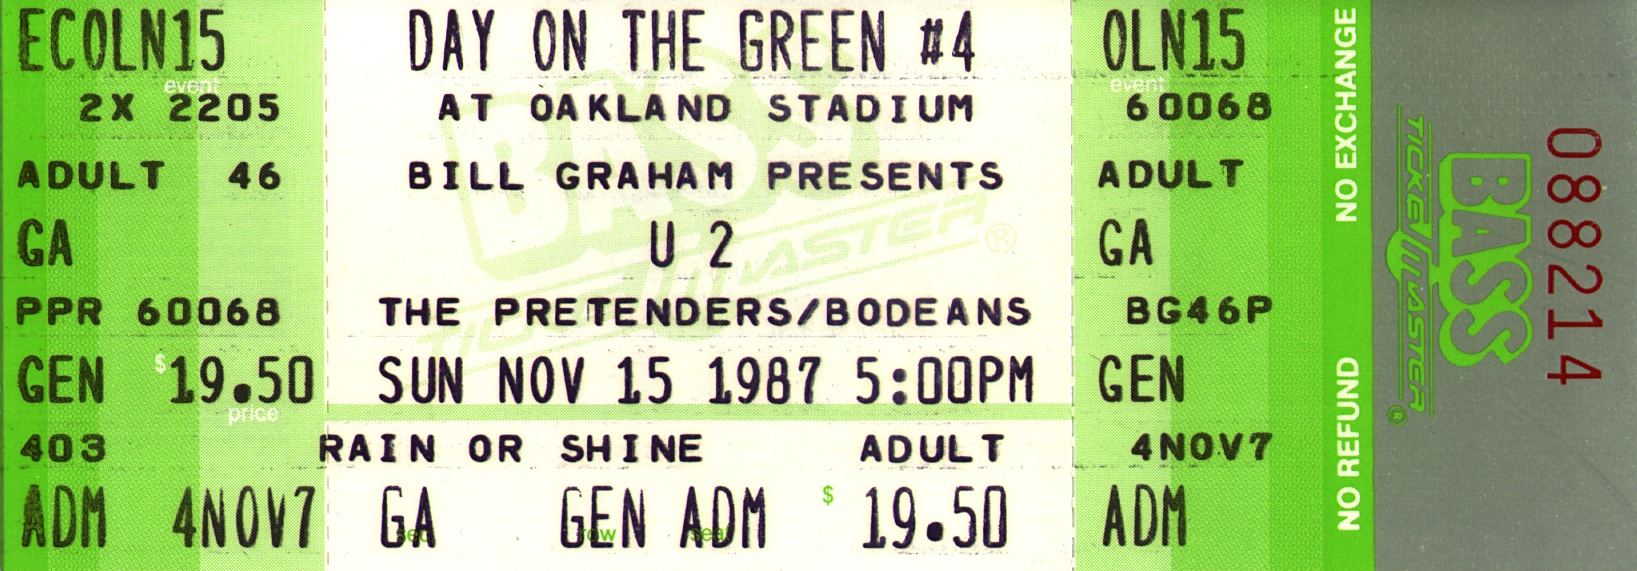 ECOLN15
event
2X 2205
ADULT 46
GA
PPR 60068
GEN $19.50
price
403
ADM 4NOV7
DAY ON THE GREEN #4
AT OAKLAND STADIUM
BILL GRAHAM PRESENTS
U 2
THE PRETENDERS/BODEANS
SUN NOV 15 1987 5:00PM
RAIN OR SHINE ADULT
GA GEN ADM $ 19.50
sec row seat
BASS
TICKETMASTER®
OLN15
event
60068
ADULT
GA
BG46P
GEN
4NOV7
ADM
NO REFUND NO EXCHANGE
BASS
TICKETMASTER®
088214